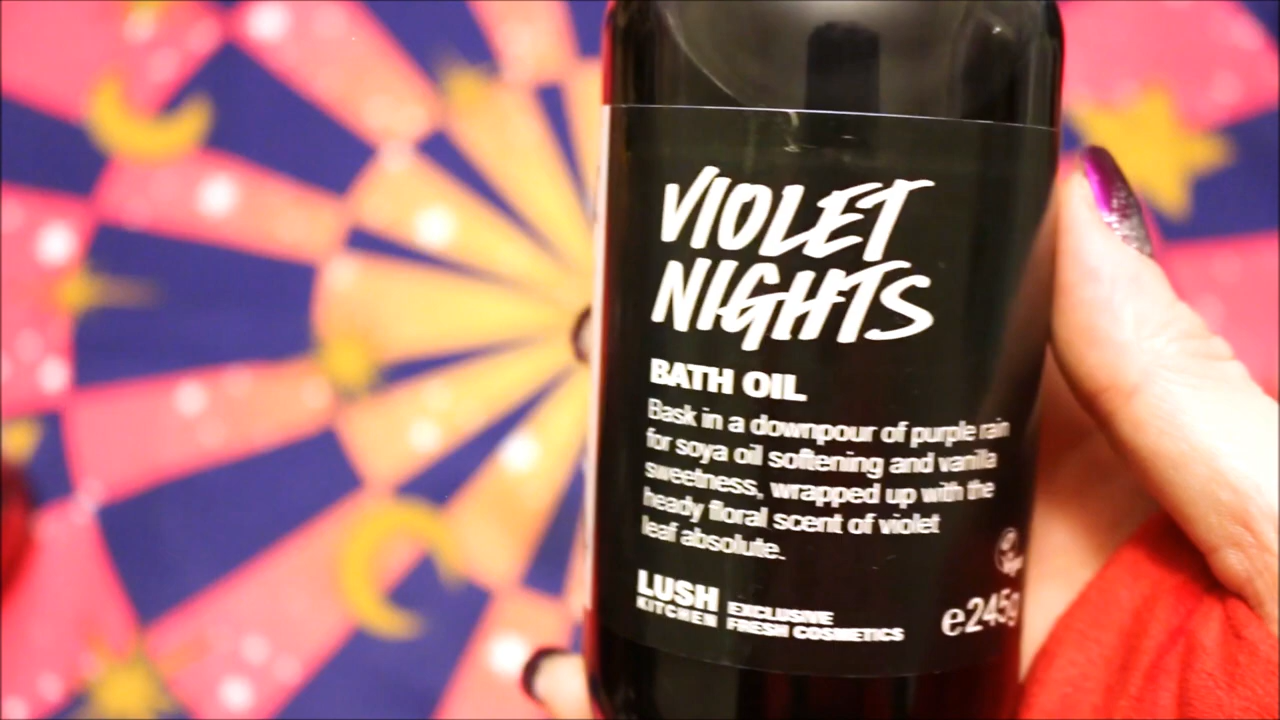 VIOLET
NIGHTS
BATH OIL
Bask in a downpour of purple rain
for soya oil softening and vanilla
sweetness, wrapped up with the
heady floral scent of violet
leaf absolute.
LUSH
KITCHEN
EXCLUSIVE
FRESH COSMETICS
e245g